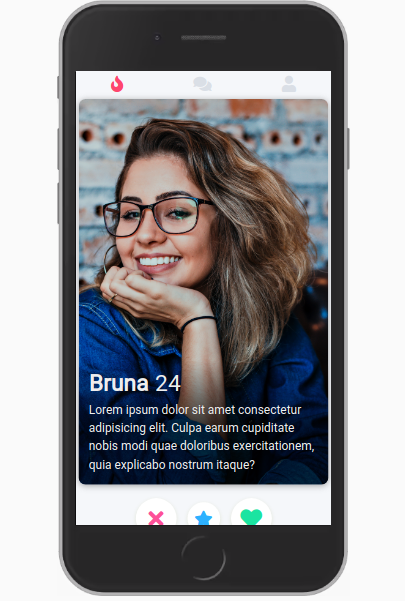 Bruna 24
Lorem ipsum dolor sit amet consectetur
adipisicing elit. Culpa earum cupiditate
nobis modi quae doloribus exercitationem,
quia explicabo nostrum itaque?